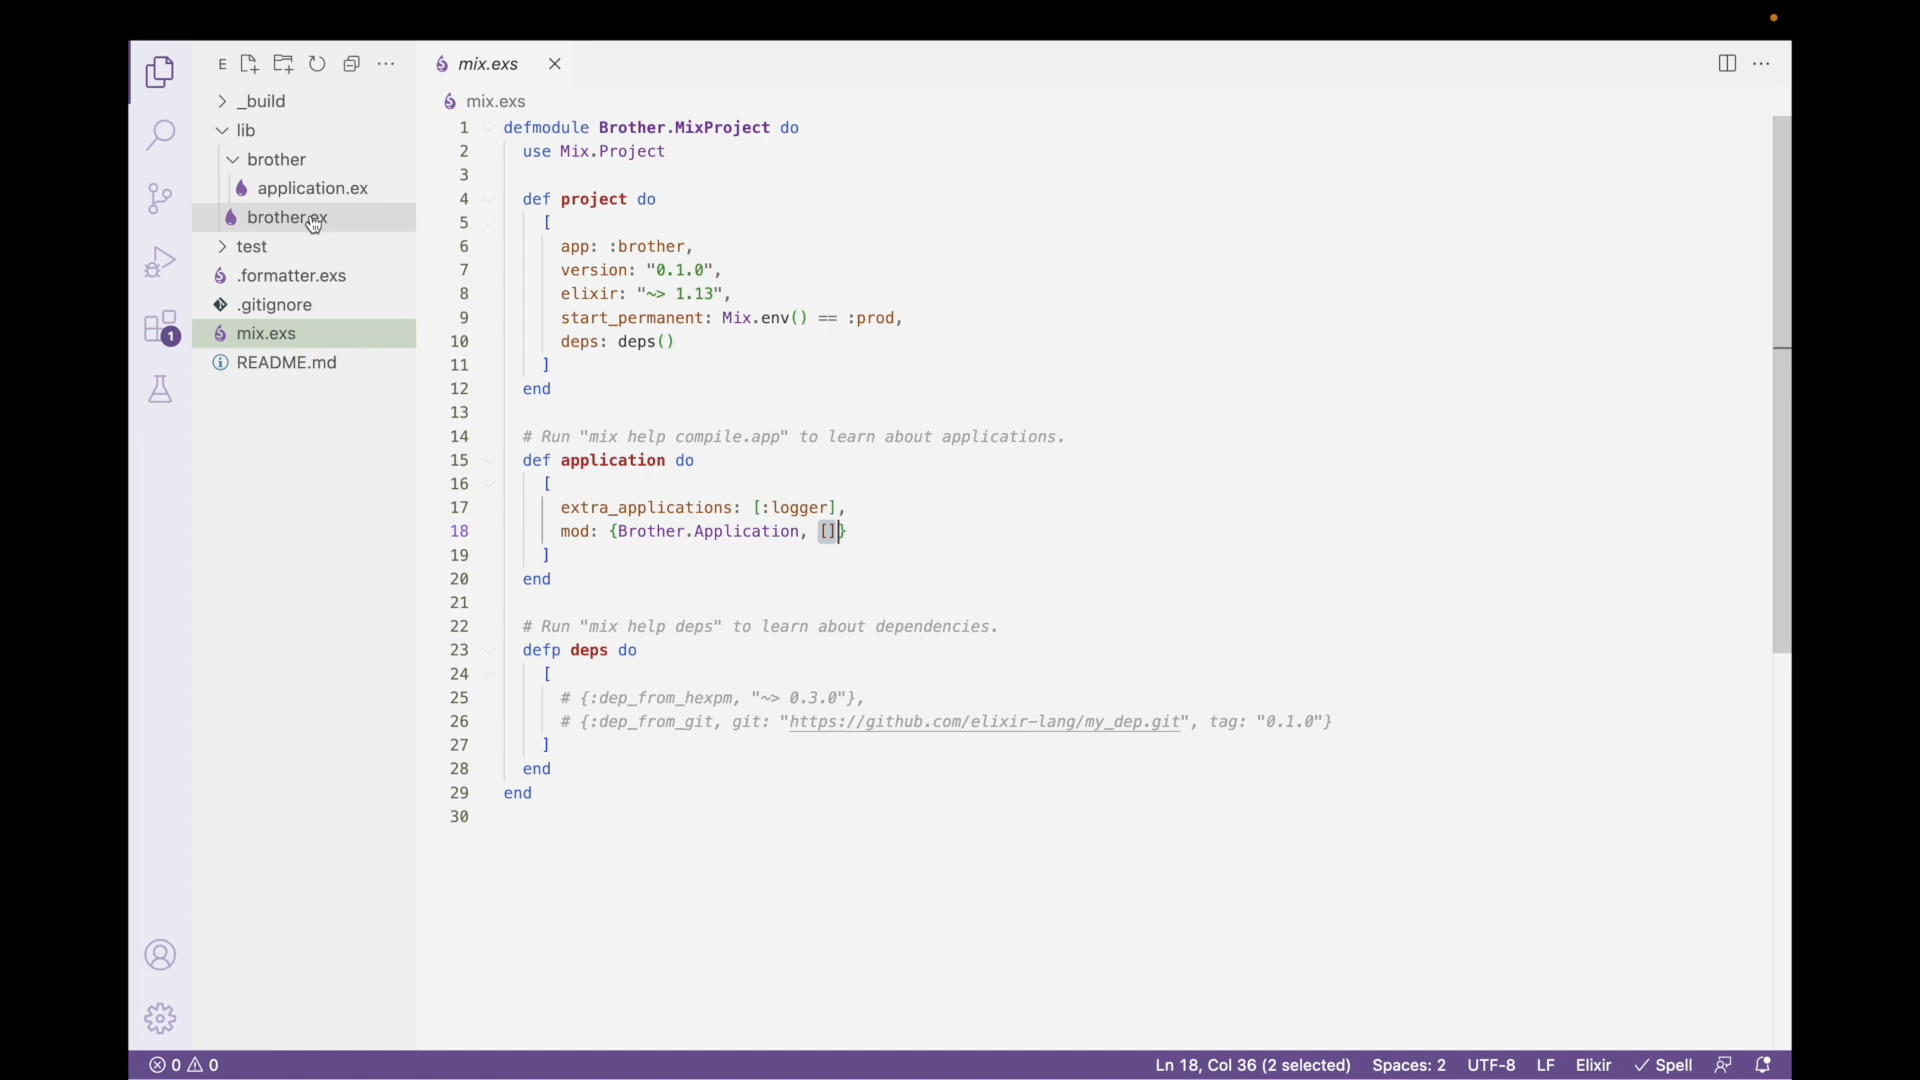 E
mix.exs
_build
lib
brother
application.ex
brother.ex
test
.formatter.exs
.gitignore
mix.exs
README.md
1
mix.exs
1 defmodule Brother.MixProject do
2 use Mix.Project
3
4 def project do
5 [
6 app: :brother,
7 version: "0.1.0",
8 elixir: "~> 1.13",
9 start_permanent: Mix.env() == :prod,
10 deps: deps()
11 ]
12 end
13
14 # Run "mix help compile.app" to learn about applications.
15 def application do
16 [
17 extra_applications: [:logger],
18 mod: {Brother.Application, []}
19 ]
20 end
21
22 # Run "mix help deps" to learn about dependencies.
23 defp deps do
24 [
25 # {:dep_from_hexpm, "~> 0.3.0"},
26 # {:dep_from_git, git: "https://github.com/elixir-lang/my_dep.git", tag: "0.1.0"}
27 ]
28 end
29 end
30
0 0 Ln 18, Col 36 (2 selected) Spaces: 2 UTF-8 LF Elixir Spell